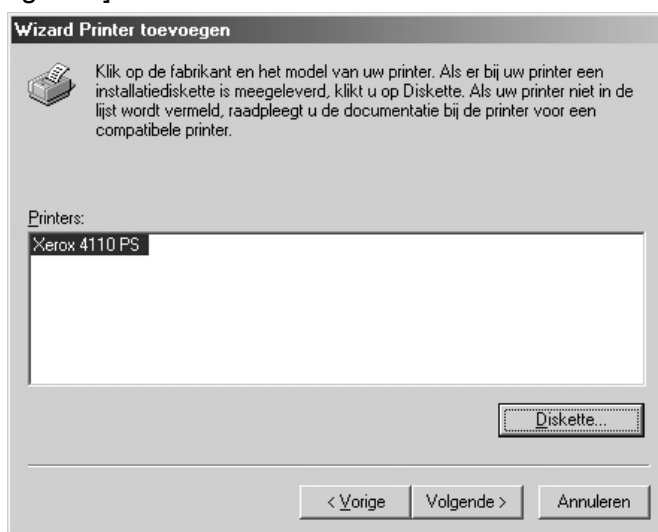 Wizard Printer toevoegen
Klik op de fabrikant en het model van uw printer. Als er bij uw printer een
installatiediskette is meegeleverd, klikt u op Diskette. Als uw printer niet in de
lijst wordt vermeld, raadpleegt u de documentatie bij de printer voor een
compatibele printer.
Printers:
Xerox 4110 PS
Diskette...
< Vorige
Volgende >
Annuleren